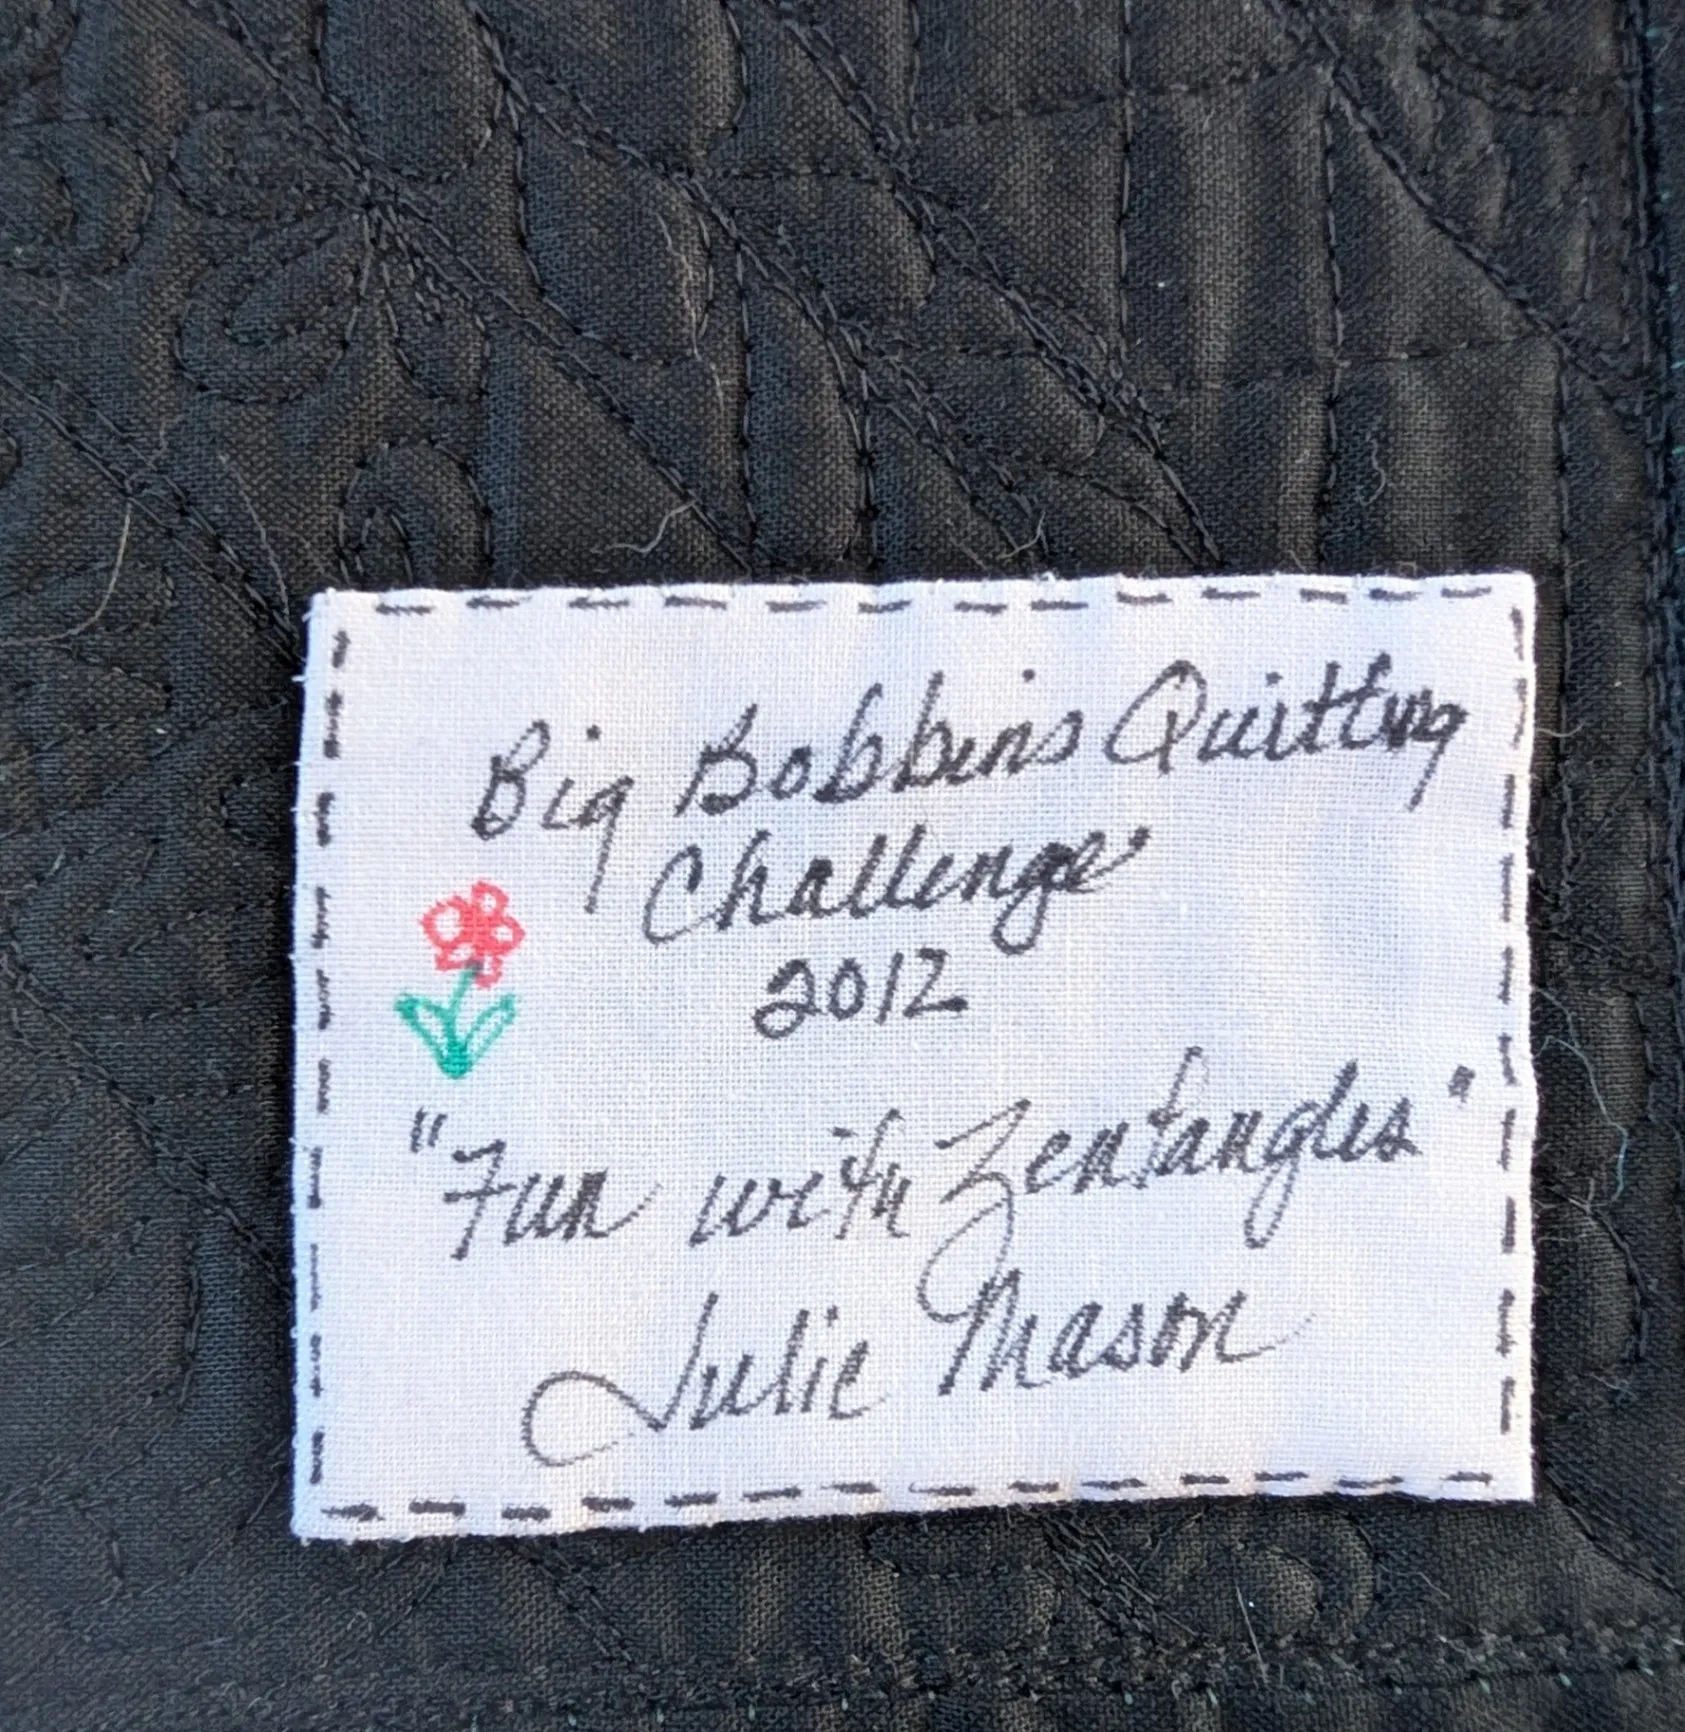 Big Bobbins Quilting
Challenge
2012
"Fun with Zentangles"
Julie Mason